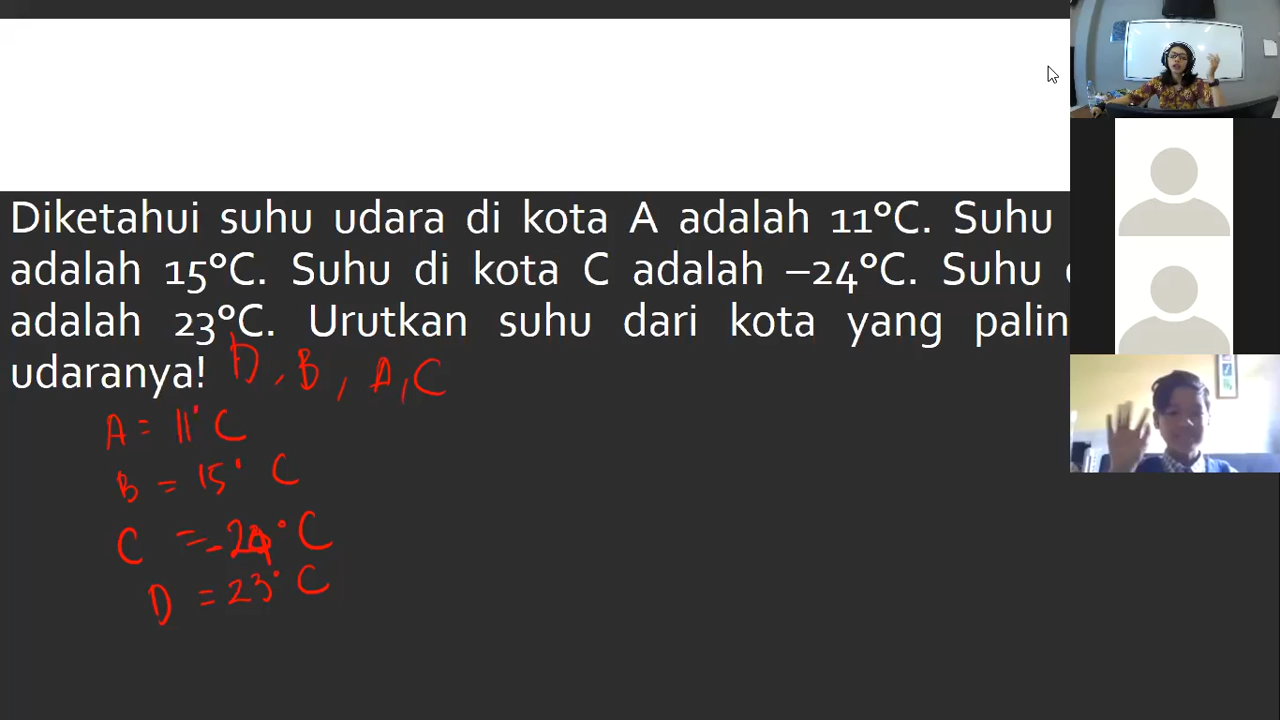 Diketahui suhu udara di kota A adalah 11°C. Suhu
adalah 15°C. Suhu di kota C adalah –24°C. Suhu
adalah 23°C. Urutkan suhu dari kota yang palin
udaranya! D, B, A, C
A = 11° C
B = 15° C
C = -24° C
D = 23° C